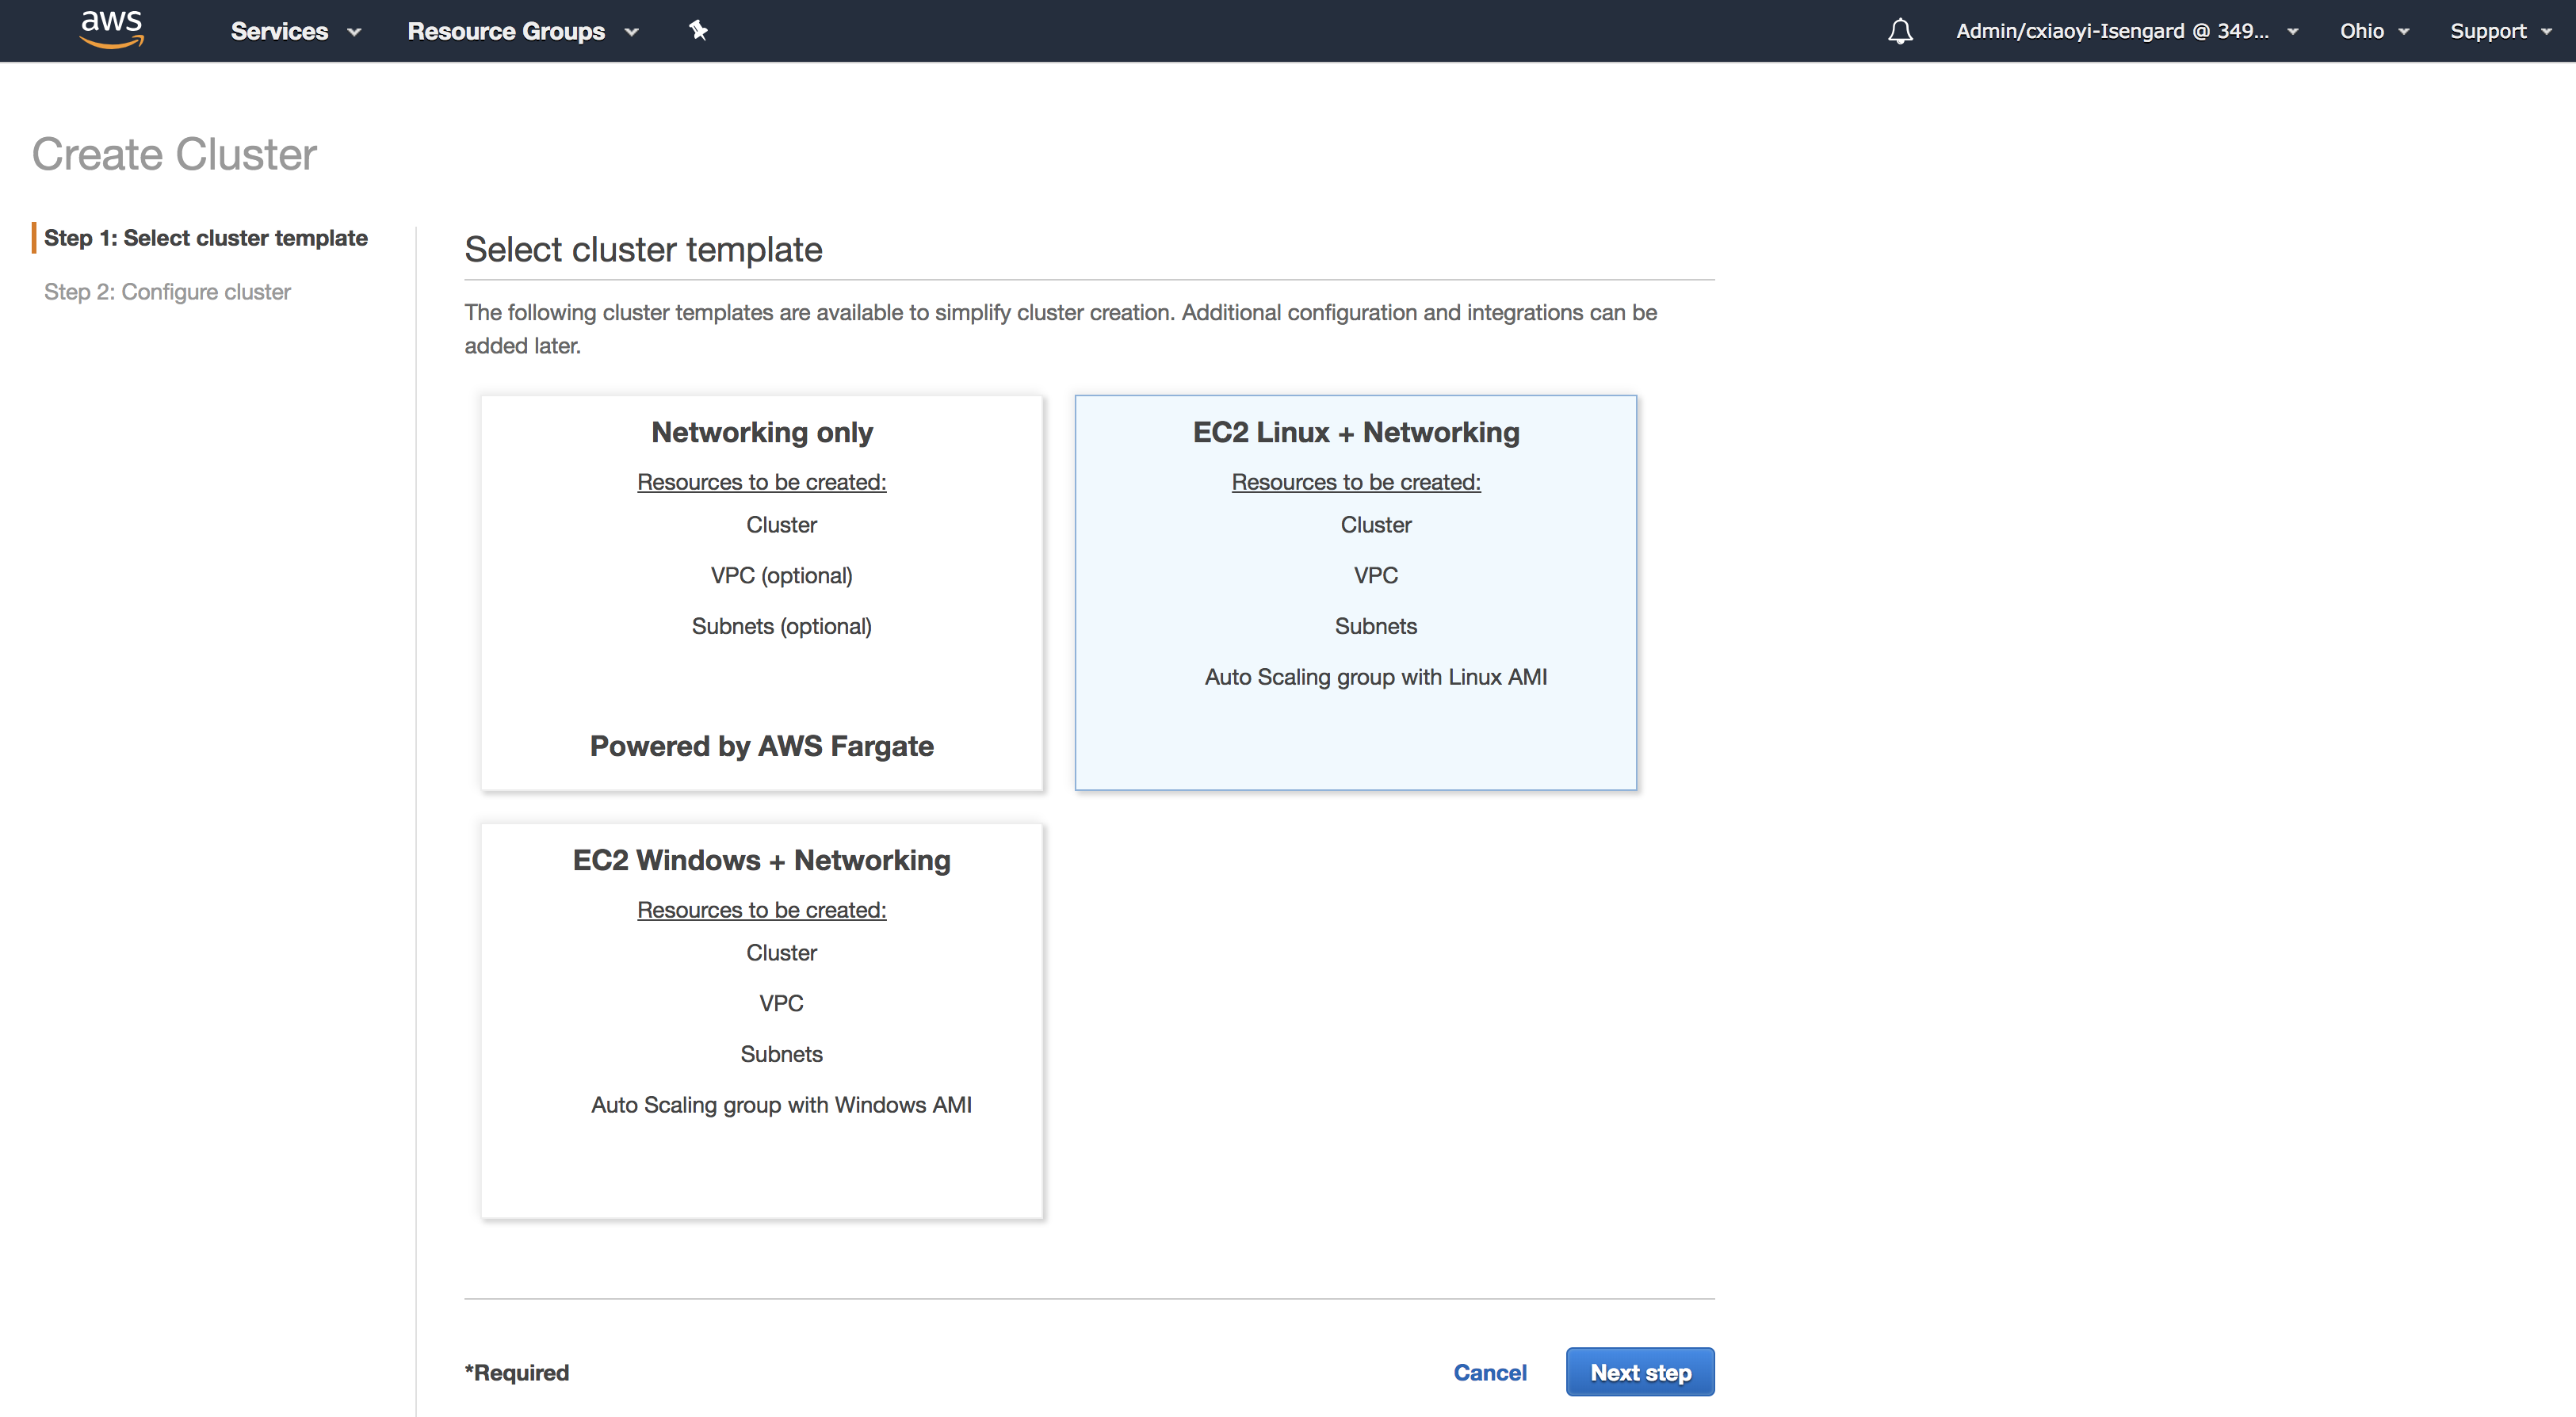 aws
Services
Resource Groups
Admin/cxiaoyi-Isengard @ 349...
Ohio
Support
Create Cluster
Step 1: Select cluster template
Step 2: Configure cluster
Select cluster template
The following cluster templates are available to simplify cluster creation. Additional configuration and integrations can be
added later.
Networking only
Resources to be created:
Cluster
VPC (optional)
Subnets (optional)
Powered by AWS Fargate
EC2 Linux + Networking
Resources to be created:
Cluster
VPC
Subnets
Auto Scaling group with Linux AMI
EC2 Windows + Networking
Resources to be created:
Cluster
VPC
Subnets
Auto Scaling group with Windows AMI
*Required
Cancel
Next step